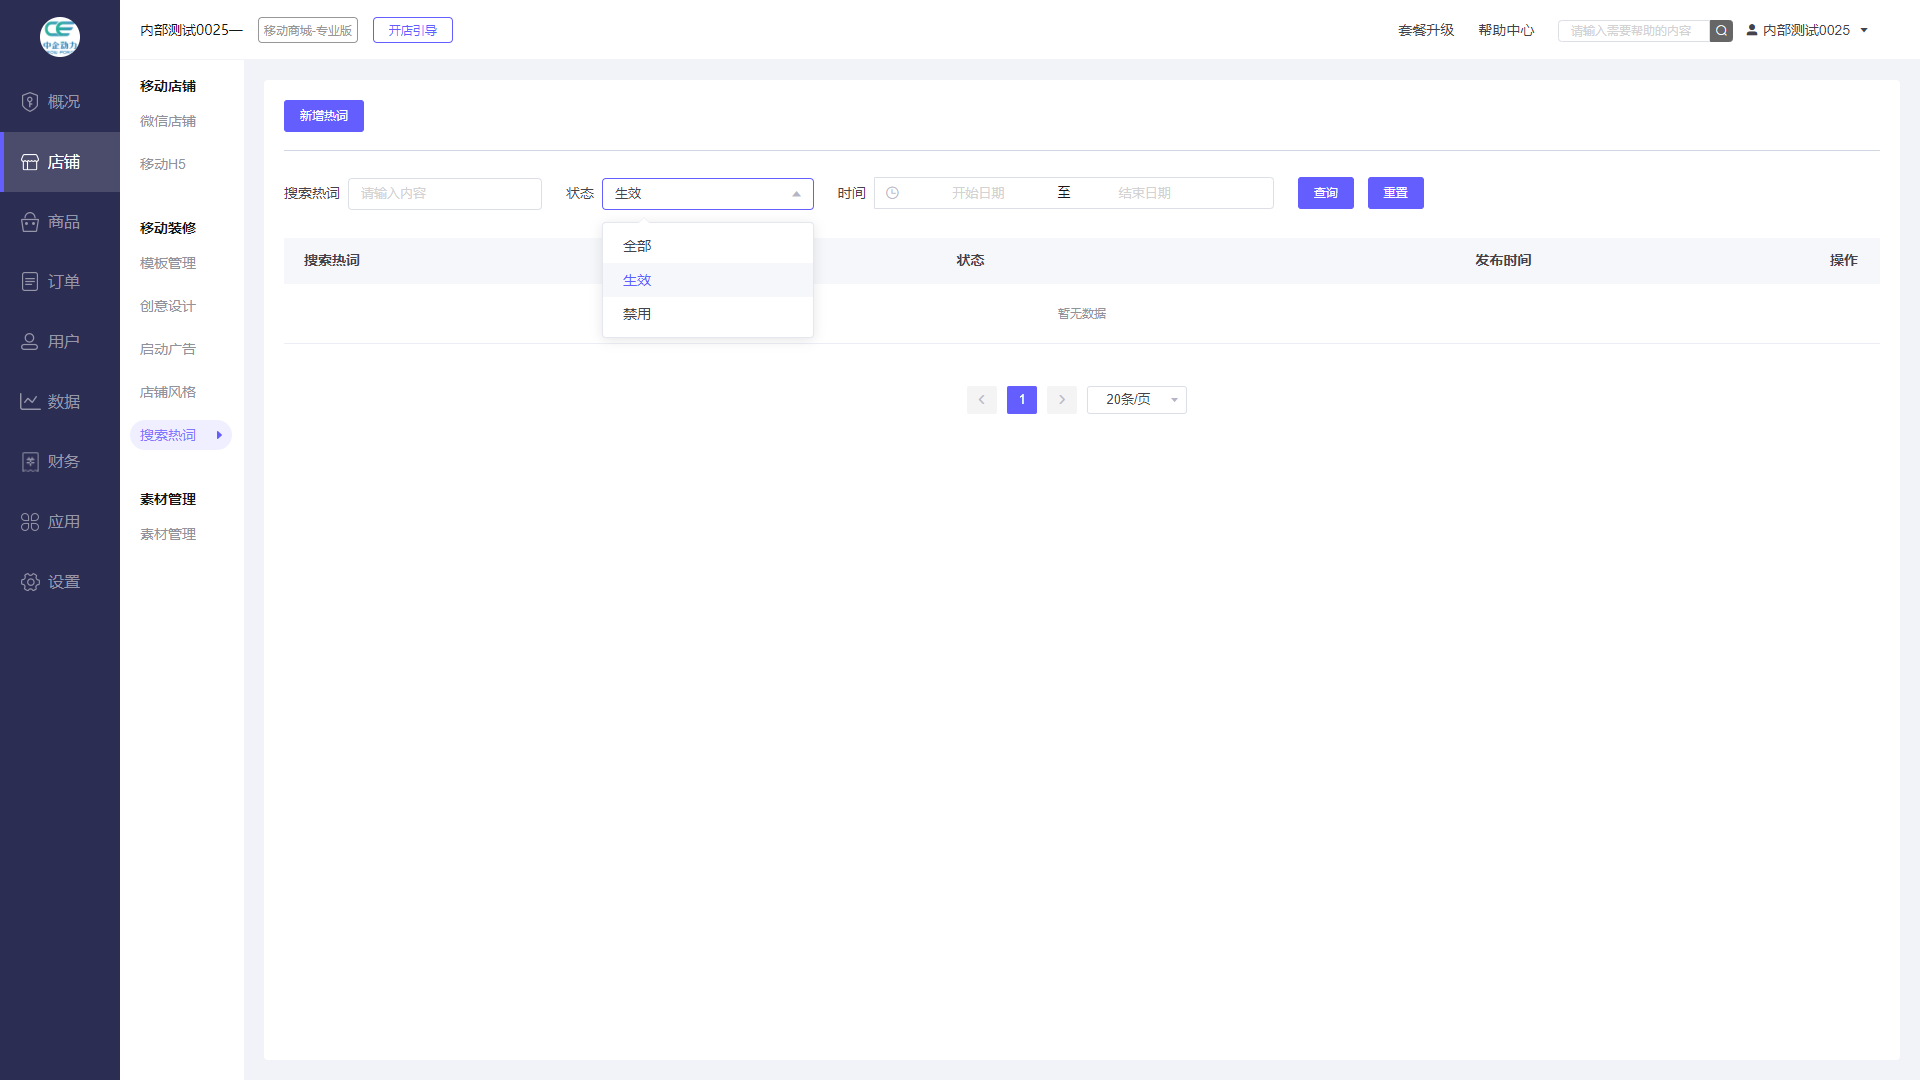 中企动力
内部测试0025—
移动商城-专业版
开店引导
套餐升级
帮助中心
请输入需要帮助的内容
内部测试0025
概况
店铺
商品
订单
用户
数据
财务
应用
设置
移动店铺
微信店铺
移动H5
移动装修
模板管理
创意设计
启动广告
店铺风格
搜索热词
素材管理
素材管理
新增热词
搜索热词 请输入内容 状态 生效 时间 开始日期 至 结束日期 查询 重置
全部
生效
禁用
搜索热词 状态 发布时间 操作
暂无数据
1 20条/页